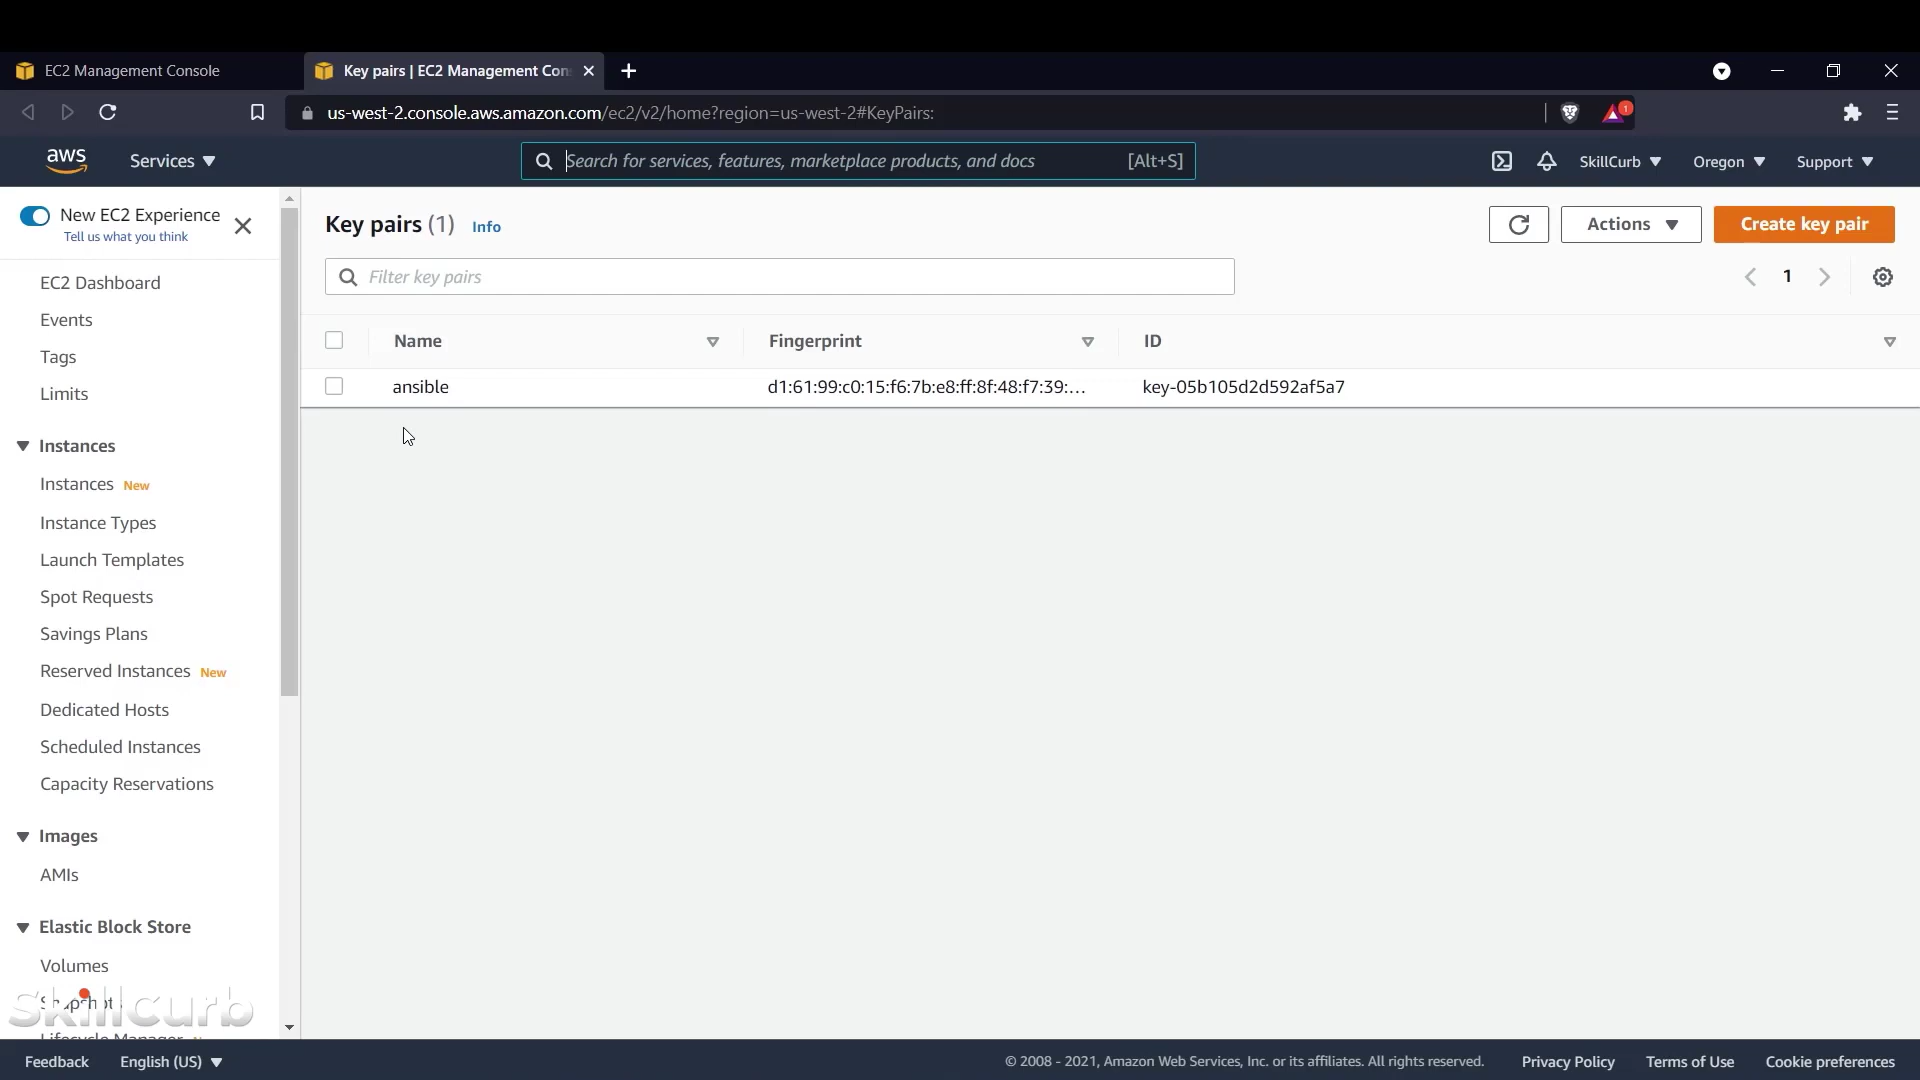 EC2 Management Console
Key pairs | EC2 Management Con
us-west-2.console.aws.amazon.com/ec2/v2/home?region=us-west-2#KeyPairs:
1
aws
Services
Search for services, features, marketplace products, and docs
[Alt+S]
SkillCurb
Oregon
Support
New EC2 Experience
Tell us what you think
EC2 Dashboard
Events
Tags
Limits
Instances
Instances New
Instance Types
Launch Templates
Spot Requests
Savings Plans
Reserved Instances New
Dedicated Hosts
Scheduled Instances
Capacity Reservations
Images
AMIs
Elastic Block Store
Volumes
Snapshots
Lifecycle Manager
SkillCurb
Key pairs (1) Info
Actions
Create key pair
Filter key pairs
1
Name
Fingerprint
ID
ansible
d1:61:99:c0:15:f6:7b:e8:ff:8f:48:f7:39:...
key-05b105d2d592af5a7
Feedback
English (US)
© 2008 - 2021, Amazon Web Services, Inc. or its affiliates. All rights reserved.
Privacy Policy
Terms of Use
Cookie preferences